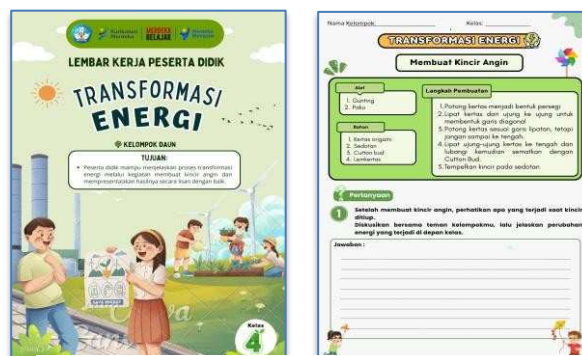 Kurikulum Merdeka
MERDEKA BELAJAR
Merdeka Mengajar
LEMBAR KERJA PESERTA DIDIK
TRANSFORMASI
ENERGI
KELOMPOK DAUN
TUJUAN:
• Peserta didik mampu menjelaskan proses transformasi
energi melalui kegiatan membuat kincir angin dan
mempresentasikan hasilnya secara lisan dengan baik.
Kelas
4
Nama Kelompok:
Kelas:
TRANSFORMASI ENERGI
Membuat Kincir Angin
Alat
1. Gunting
2. Paku
Bahan
1. Kertas origami
2. Sedotan
3. Cutton bud
4. Lemkertas
Langkah Pembuatan
1. Potong kertas menjadi bentuk persegi
2. Lipat kertas dan ujung ke ujung untuk
membentuk garis diagonal
3. Potong kertas sesuai garis lipatan, tetapi
jangan sampai ke tengah.
4. Lipat ujung-ujung kertas ke tengah dan
lubangi kemudian sematkan dengan
Cutton Bud.
5. Tempelkan kincir pada sedotan
Pertanyaan
1
Setelah membuat kincir angin, perhatikan apa yang terjadi saat kincir
ditiup.
Diskusikan bersama teman kelompokmu, lalu jelaskan perubahan
energi yang terjadi di depan kelas.
Jawaban :